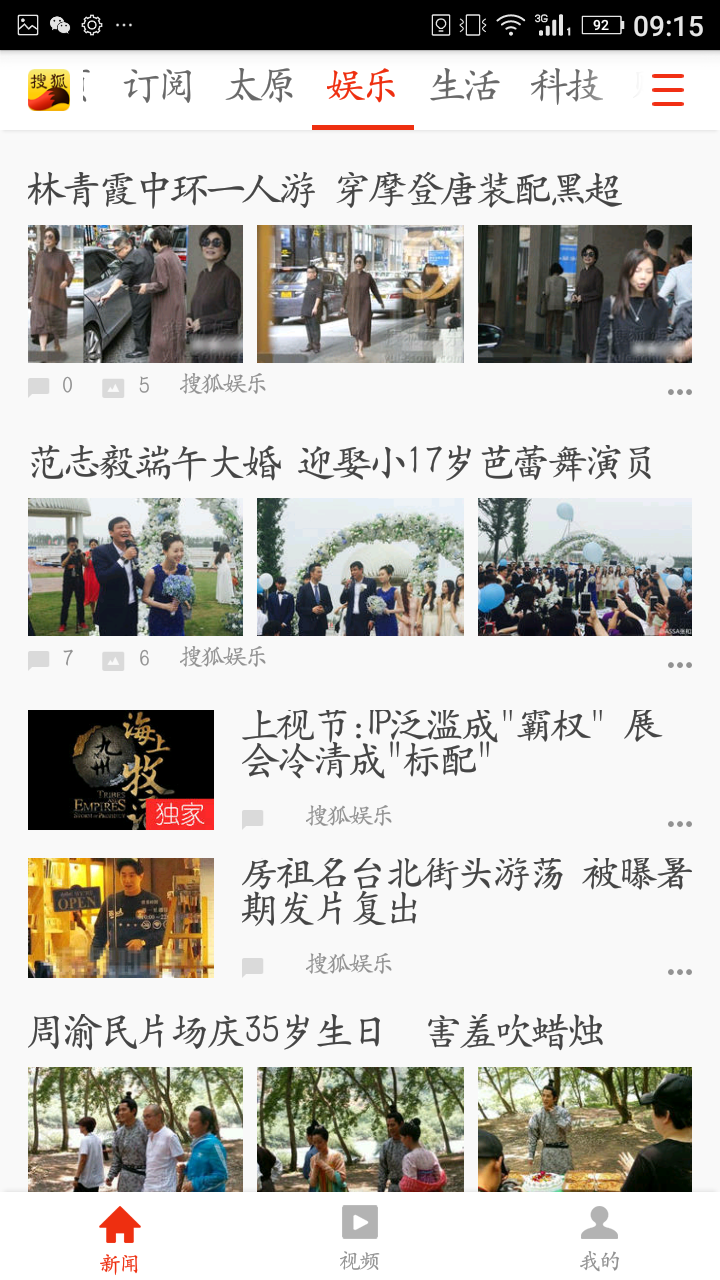 3G
1
92
09:15
搜狐
订阅
太原
娱乐
生活
科技
林青霞中环一人游 穿摩登唐装配黑超
0
5
搜狐娱乐
范志毅端午大婚 迎娶小17岁芭蕾舞演员
7
6
搜狐娱乐
海上
牧
九州
TRIBES
EMPIRES
独家
上视节:IP泛滥成"霸权" 展
会冷清成"标配"
搜狐娱乐
OPEN
房祖名台北街头游荡 被曝暑
期发片复出
搜狐娱乐
周渝民片场庆35岁生日 害羞吹蜡烛
新闻
视频
我的